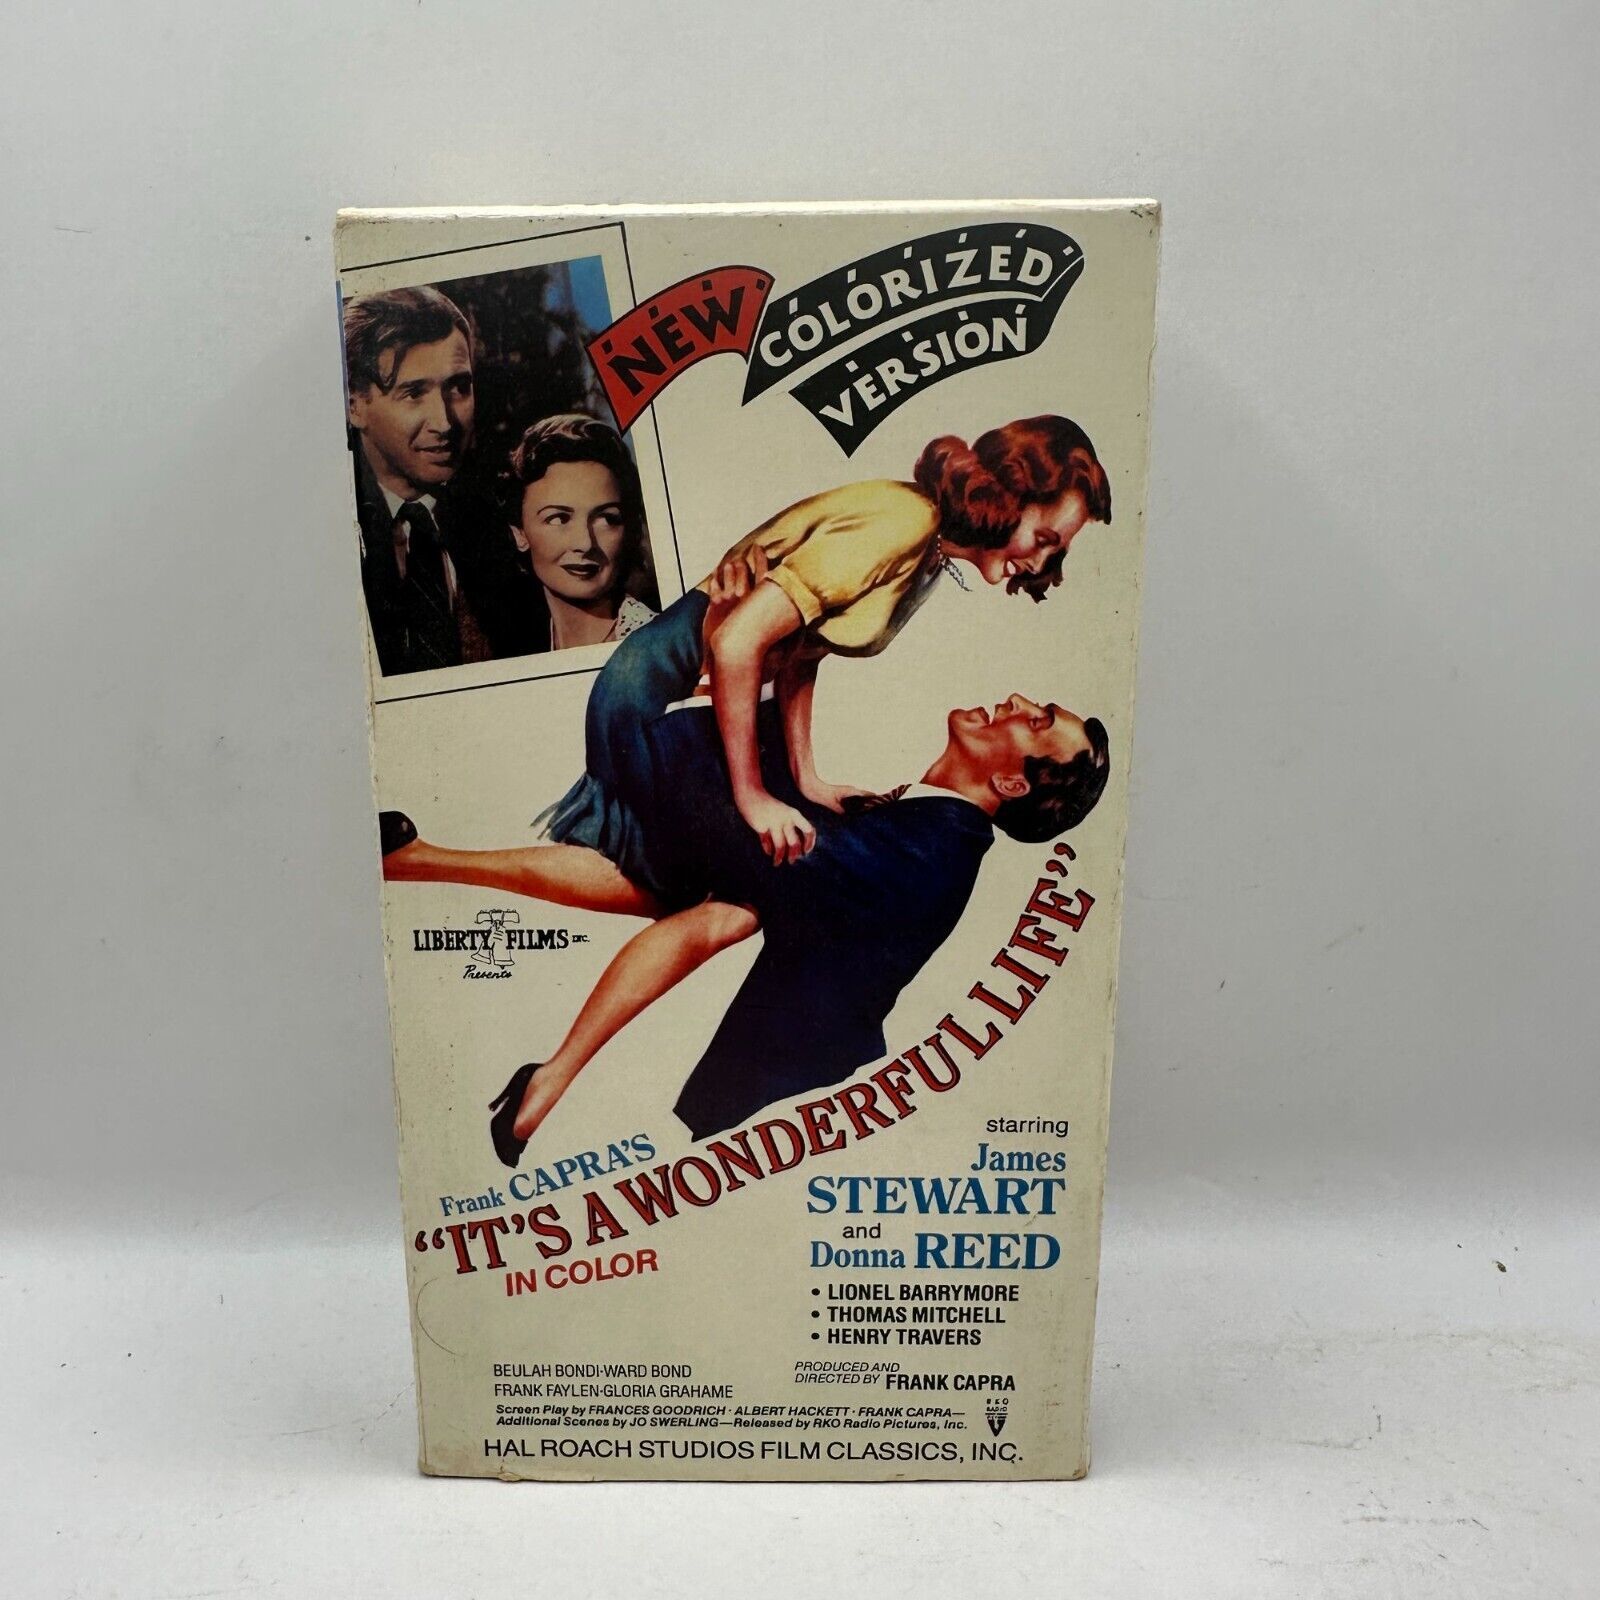 NEW COLORIZED
VERSION
LIBERTY FILMS INC.
Presents
Frank CAPRA'S
"IT'S A WONDERFUL LIFE"
IN COLOR
starring
James
STEWART
and
Donna REED
• LIONEL BARRYMORE
• THOMAS MITCHELL
• HENRY TRAVERS
BEULAH BONDI·WARD BOND
FRANK FAYLEN·GLORIA GRAHAME
PRODUCED AND
DIRECTED BY FRANK CAPRA
Screen Play by FRANCES GOODRICH · ALBERT HACKETT · FRANK CAPRA—
Additional Scenes by JO SWERLING—Released by RKO Radio Pictures, Inc.
RKO
RADIO
HAL ROACH STUDIOS FILM CLASSICS, INC.